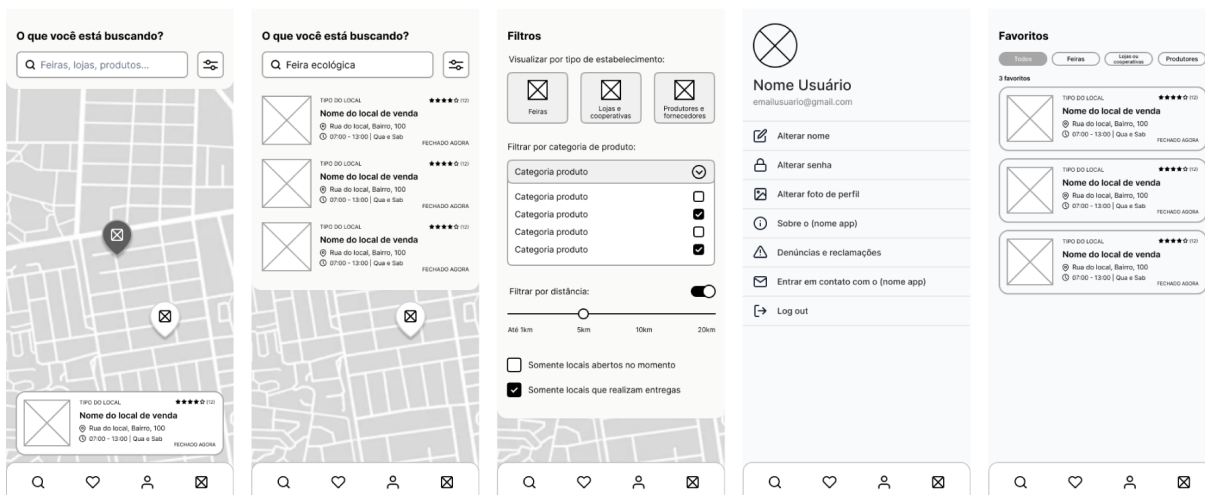 O que você está buscando?
Feiras, lojas, produtos...
TIPO DO LOCAL ★★★★☆ (12)
Nome do local de venda
Rua do local, Bairro, 100
07:00 - 13:00 | Qua e Sab
FECHADO AGORA
O que você está buscando?
Feira ecológica
TIPO DO LOCAL ★★★★☆ (12)
Nome do local de venda
Rua do local, Bairro, 100
07:00 - 13:00 | Qua e Sab
FECHADO AGORA
TIPO DO LOCAL ★★★★☆ (12)
Nome do local de venda
Rua do local, Bairro, 100
07:00 - 13:00 | Qua e Sab
FECHADO AGORA
TIPO DO LOCAL ★★★★☆ (12)
Nome do local de venda
Rua do local, Bairro, 100
07:00 - 13:00 | Qua e Sab
FECHADO AGORA
Filtros
Visualizar por tipo de estabelecimento:
Feiras
Lojas e
cooperativas
Produtores e
fornecedores
Filtrar por categoria de produto:
Categoria produto
Categoria produto
Categoria produto
Categoria produto
Categoria produto
Filtrar por distância:
Até 1km 5km 10km 20km
Somente locais abertos no momento
Somente locais que realizam entregas
Nome Usuário
emailusuario@gmail.com
Alterar nome
Alterar senha
Alterar foto de perfil
Sobre o (nome app)
Denúncias e reclamações
Entrar em contato com o (nome app)
Log out
Favoritos
Todos
Feiras
Lojas ou
cooperativas
Produtores
3 favoritos
TIPO DO LOCAL ★★★★☆ (12)
Nome do local de venda
Rua do local, Bairro, 100
07:00 - 13:00 | Qua e Sab
FECHADO AGORA
TIPO DO LOCAL ★★★★☆ (12)
Nome do local de venda
Rua do local, Bairro, 100
07:00 - 13:00 | Qua e Sab
FECHADO AGORA
TIPO DO LOCAL ★★★★☆ (12)
Nome do local de venda
Rua do local, Bairro, 100
07:00 - 13:00 | Qua e Sab
FECHADO AGORA